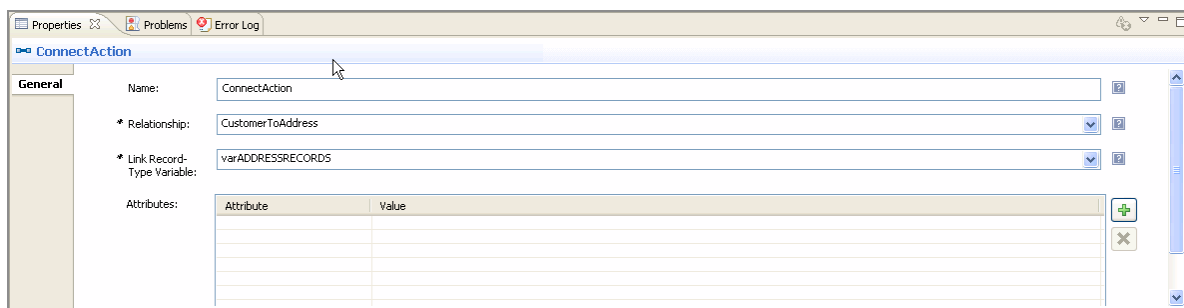 Properties Problems Error Log
ConnectAction
General
Name: ConnectAction
* Relationship: CustomerToAddress
* Link Record-
Type Variable: varADDRESSRECORDS
Attributes: Attribute Value